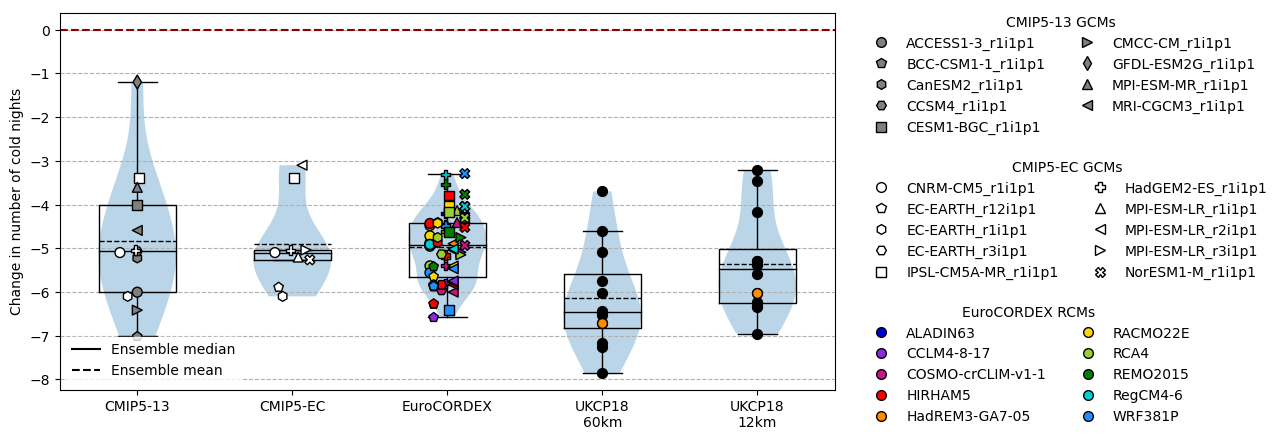 Change in number of cold nights
0
−1
−2
−3
−4
−5
−6
−7
−8
Ensemble median
Ensemble mean
CMIP5-13
CMIP5-EC
EuroCORDEX
UKCP18
60km
UKCP18
12km
CMIP5-13 GCMs
ACCESS1-3_r1i1p1
BCC-CSM1-1_r1i1p1
CanESM2_r1i1p1
CCSM4_r1i1p1
CESM1-BGC_r1i1p1
CMCC-CM_r1i1p1
GFDL-ESM2G_r1i1p1
MPI-ESM-MR_r1i1p1
MRI-CGCM3_r1i1p1
CMIP5-EC GCMs
CNRM-CM5_r1i1p1
EC-EARTH_r12i1p1
EC-EARTH_r1i1p1
EC-EARTH_r3i1p1
IPSL-CM5A-MR_r1i1p1
HadGEM2-ES_r1i1p1
MPI-ESM-LR_r1i1p1
MPI-ESM-LR_r2i1p1
MPI-ESM-LR_r3i1p1
NorESM1-M_r1i1p1
EuroCORDEX RCMs
ALADIN63
CCLM4-8-17
COSMO-crCLIM-v1-1
HIRHAM5
HadREM3-GA7-05
RACMO22E
RCA4
REMO2015
RegCM4-6
WRF381P